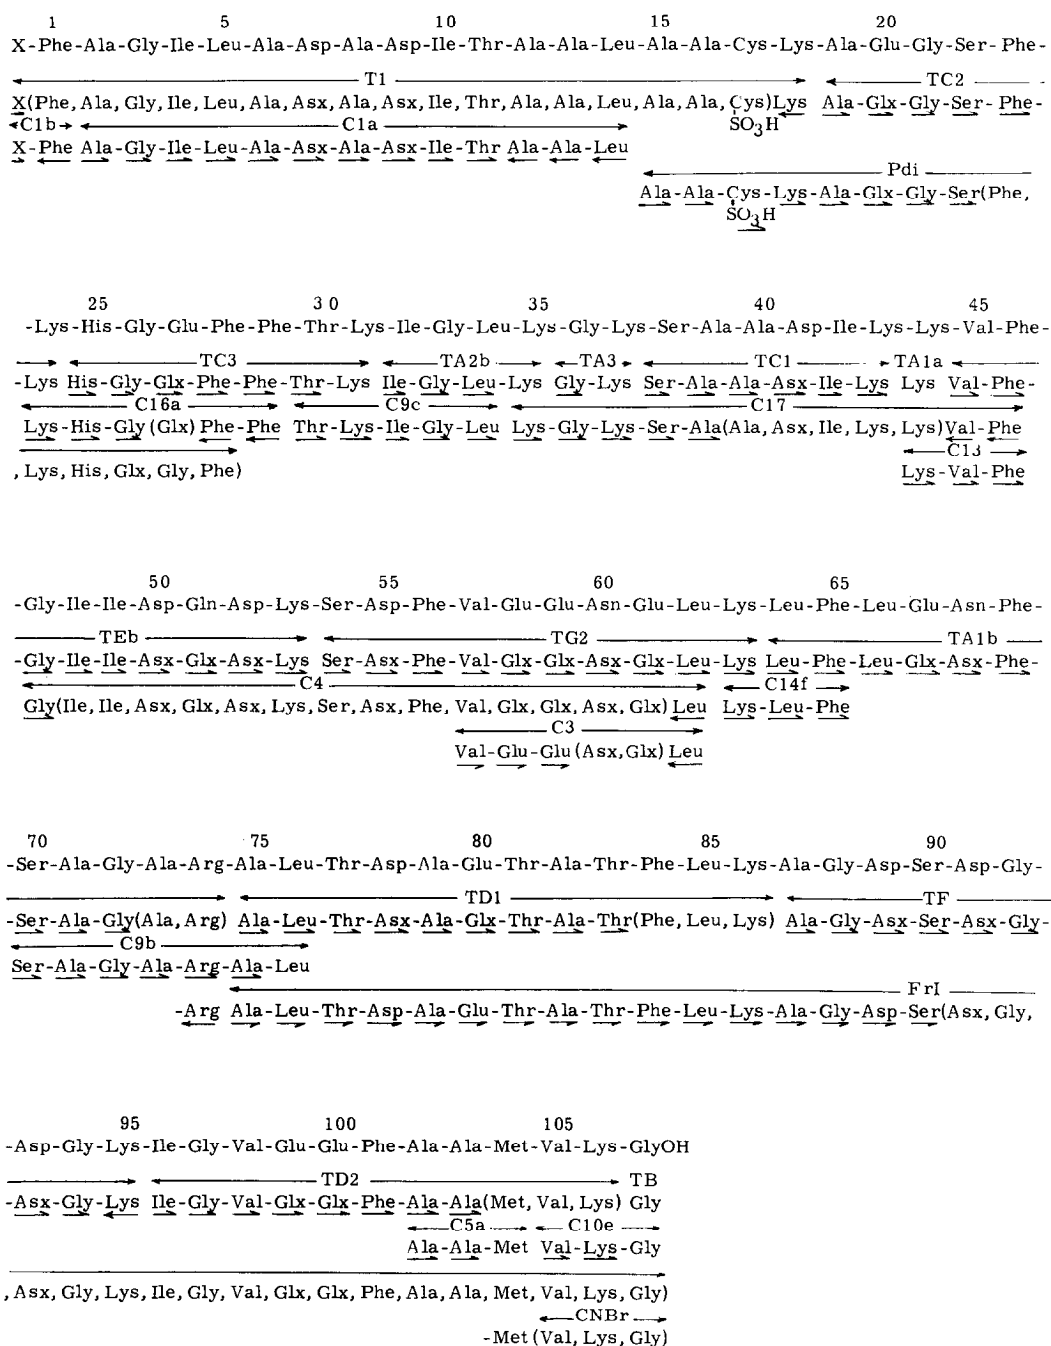 1 5 10 15 20
X-Phe-Ala-Gly-Ile-Leu-Ala-Asp-Ala-Asp-Ile-Thr-Ala-Ala-Leu-Ala-Ala-Cys-Lys-Ala-Glu-Gly-Ser-Phe-
T1 TC2
X(Phe, Ala, Gly, Ile, Leu, Ala, Asx, Ala, Asx, Ile, Thr, Ala, Ala, Leu, Ala, Ala, Cys)Lys Ala-Glx-Gly-Ser-Phe-
SO3H
C1b C1a
X-Phe Ala-Gly-Ile-Leu-Ala-Asx-Ala-Asx-Ile-Thr Ala-Ala-Leu
Pdi
Ala-Ala-Cys-Lys-Ala-Glx-Gly-Ser(Phe,
SO3H
25 30 35 40 45
-Lys-His-Gly-Glu-Phe-Phe-Thr-Lys-Ile-Gly-Leu-Lys-Gly-Lys-Ser-Ala-Ala-Asp-Ile-Lys-Lys-Val-Phe-
TC3 TA2b TA3 TC1 TA1a
-Lys His-Gly-Glx-Phe-Phe-Thr-Lys Ile-Gly-Leu-Lys Gly-Lys Ser-Ala-Ala-Asx-Ile-Lys Lys Val-Phe-
C16a C9c C17
Lys-His-Gly(Glx)Phe-Phe Thr-Lys-Ile-Gly-Leu Lys-Gly-Lys-Ser-Ala(Ala, Asx, Ile, Lys, Lys)Val-Phe
C13
, Lys, His, Glx, Gly, Phe) Lys-Val-Phe
50 55 60 65
-Gly-Ile-Ile-Asp-Gln-Asp-Lys-Ser-Asp-Phe-Val-Glu-Glu-Asn-Glu-Leu-Lys-Leu-Phe-Leu-Glu-Asn-Phe-
TEb TG2 TA1b
-Gly-Ile-Ile-Asx-Glx-Asx-Lys Ser-Asx-Phe-Val-Glx-Glx-Asx-Glx-Leu-Lys Leu-Phe-Leu-Glx-Asx-Phe-
C4 C14f
Gly(Ile, Ile, Asx, Glx, Asx, Lys, Ser, Asx, Phe, Val, Glx, Glx, Asx, Glx)Leu Lys-Leu-Phe
C3
Val-Glu-Glu(Asx, Glx)Leu
70 75 80 85 90
-Ser-Ala-Gly-Ala-Arg-Ala-Leu-Thr-Asp-Ala-Glu-Thr-Ala-Thr-Phe-Leu-Lys-Ala-Gly-Asp-Ser-Asp-Gly-
TD1 TF
-Ser-Ala-Gly(Ala, Arg) Ala-Leu-Thr-Asx-Ala-Glx-Thr-Ala-Thr(Phe, Leu, Lys) Ala-Gly-Asx-Ser-Asx-Gly-
C9b
Ser-Ala-Gly-Ala-Arg-Ala-Leu
FrI
-Arg Ala-Leu-Thr-Asp-Ala-Glu-Thr-Ala-Thr-Phe-Leu-Lys-Ala-Gly-Asp-Ser(Asx, Gly,
95 100 105
-Asp-Gly-Lys-Ile-Gly-Val-Glu-Glu-Phe-Ala-Ala-Met-Val-Lys-GlyOH
TD2 TB
-Asx-Gly-Lys Ile-Gly-Val-Glx-Glx-Phe-Ala-Ala(Met, Val, Lys) Gly
C5a C10e
Ala-Ala-Met Val-Lys-Gly
, Asx, Gly, Lys, Ile, Gly, Val, Glx, Glx, Phe, Ala, Ala, Met, Val, Lys, Gly)
CNBr
-Met(Val, Lys, Gly)